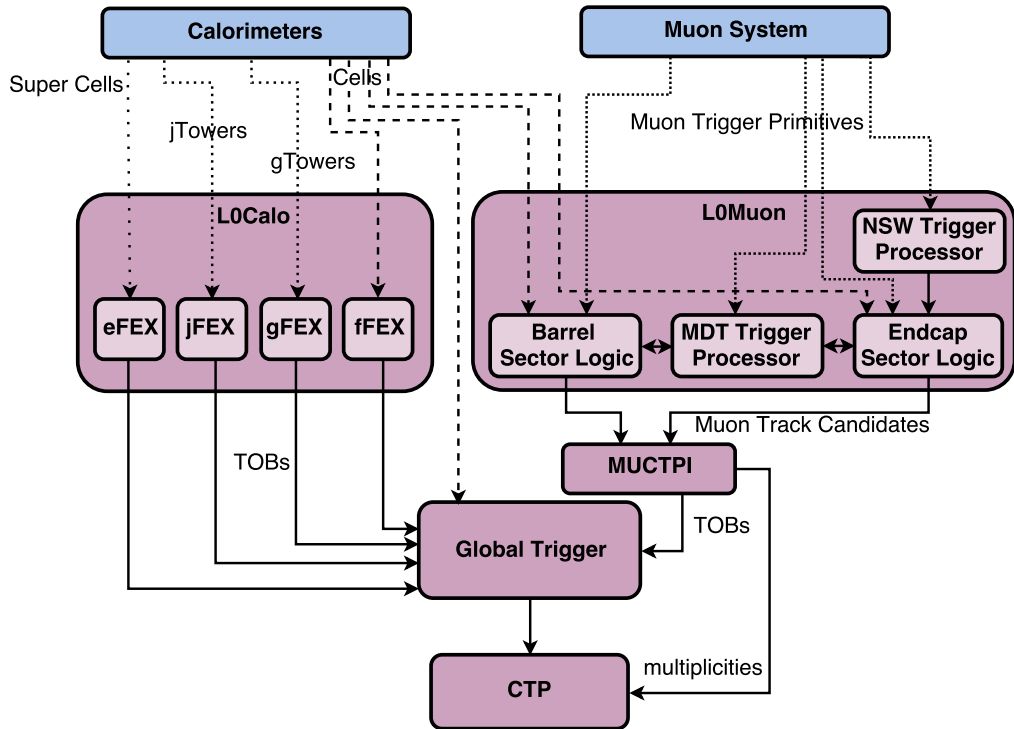 Calorimeters
Muon System
Super Cells
Cells
jTowers
Muon Trigger Primitives
gTowers
L0Calo
L0Muon
NSW Trigger
Processor
eFEX
jFEX
gFEX
fFEX
Barrel
Sector Logic
MDT Trigger
Processor
Endcap
Sector Logic
Muon Track Candidates
TOBs
MUCTPI
TOBs
Global Trigger
multiplicities
CTP